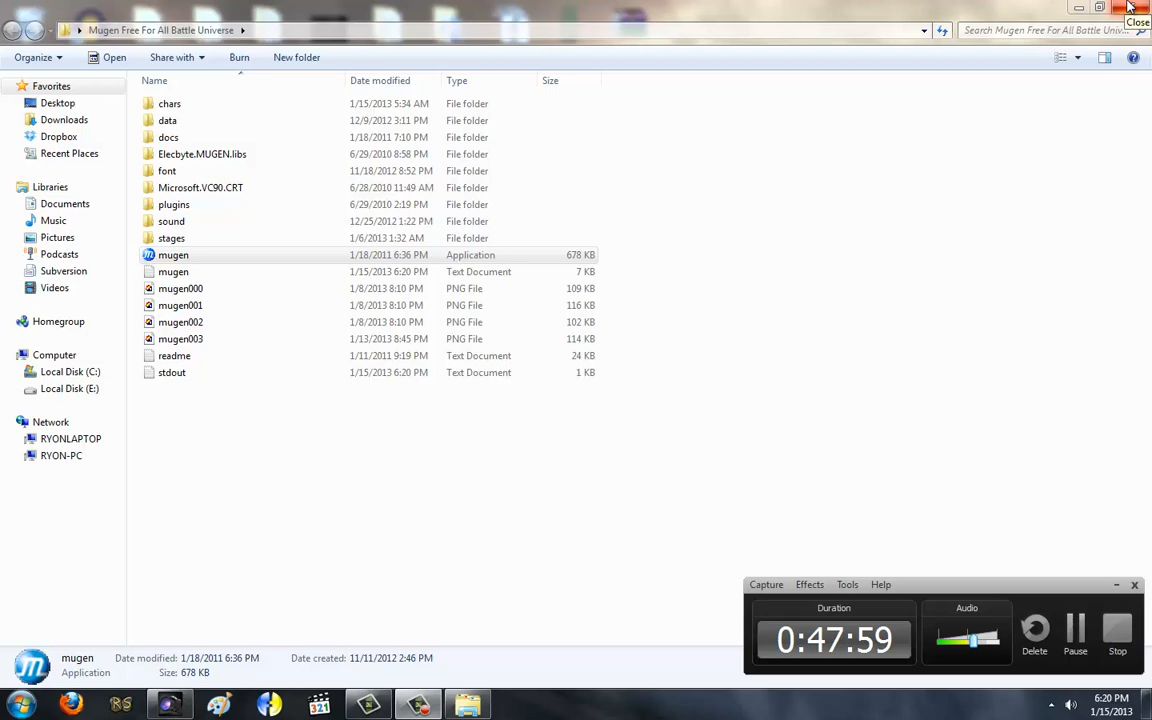 Close
Mugen Free For All Battle Universe
Search Mugen Free For All Battle Univ...
Organize Open Share with Burn New folder
Name Date modified Type Size
Favorites
Desktop
Downloads
Dropbox
Recent Places
Libraries
Documents
Music
Pictures
Podcasts
Subversion
Videos
Homegroup
Computer
Local Disk (C:)
Local Disk (E:)
Network
RYONLAPTOP
RYON-PC
chars 1/15/2013 5:34 AM File folder
data 12/9/2012 3:11 PM File folder
docs 1/18/2011 7:10 PM File folder
Elecbyte.MUGEN.libs 6/29/2010 8:58 PM File folder
font 11/18/2012 8:52 PM File folder
Microsoft.VC90.CRT 6/28/2010 11:49 AM File folder
plugins 6/29/2010 2:19 PM File folder
sound 12/25/2012 1:22 PM File folder
stages 1/6/2013 1:32 AM File folder
mugen 1/18/2011 6:36 PM Application 678 KB
mugen 1/15/2013 6:20 PM Text Document 7 KB
mugen000 1/8/2013 8:10 PM PNG File 109 KB
mugen001 1/8/2013 8:10 PM PNG File 116 KB
mugen002 1/8/2013 8:10 PM PNG File 102 KB
mugen003 1/13/2013 8:45 PM PNG File 114 KB
readme 1/11/2011 9:19 PM Text Document 24 KB
stdout 1/15/2013 6:20 PM Text Document 1 KB
Capture Effects Tools Help
Duration
0:47:59
Audio
Delete Pause Stop
mugen Date modified: 1/18/2011 6:36 PM Date created: 11/11/2012 2:46 PM
Application Size: 678 KB
RS
321
6:20 PM
1/15/2013